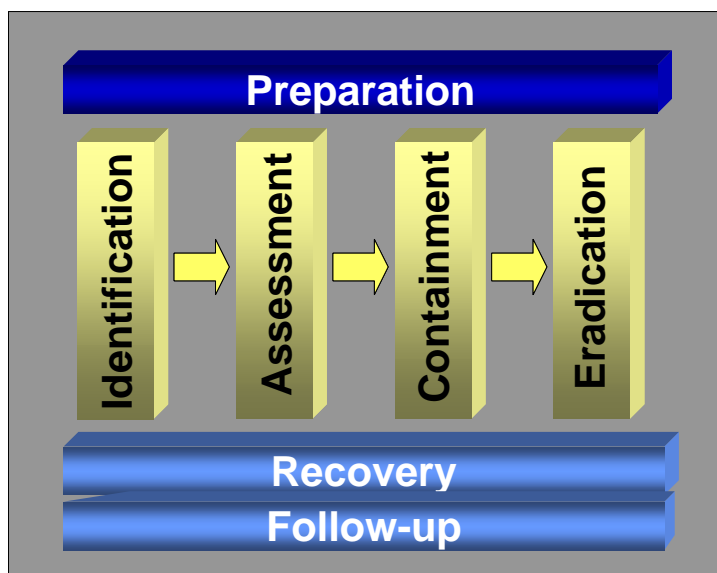 Preparation
Identification
Assessment
Containment
Eradication
Recovery
Follow-up